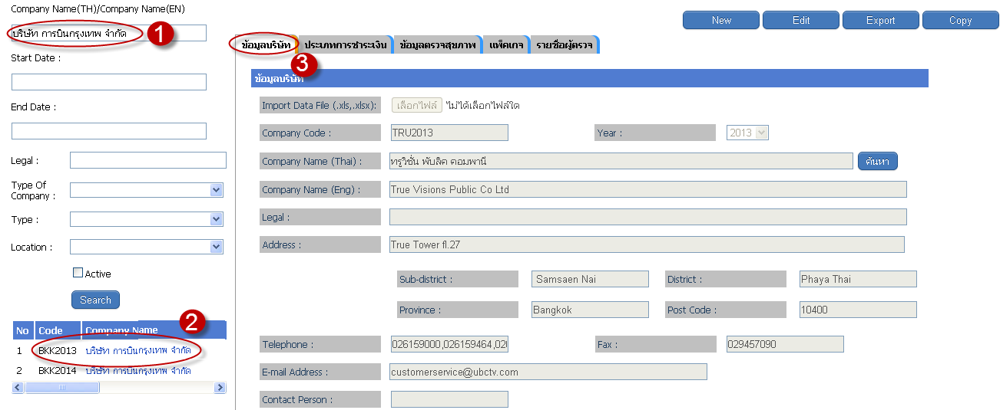 Company Name(TH)/Company Name(EN)
บริษัท การบินกรุงเทพ จำกัด
1
Start Date :
End Date :
Legal :
Type Of
Company :
Type :
Location :
Active
Search
2
No Code Company Name
1 BKK2013 บริษัท การบินกรุงเทพ จำกัด
2 BKK2014 บริษัท การบินกรุงเทพ จำกัด
New Edit Export Copy
ข้อมูลบริษัท ประเภทการชำระเงิน ข้อมูลตรวจสุขภาพ แพ็คเกจ รายชื่อผู้ตรวจ
3
ข้อมูลบริษัท
Import Data File (.xls,.xlsx): เลือกไฟล์ ไม่ได้เลือกไฟล์ใด
Company Code : TRU2013 Year : 2013
Company Name (Thai) : ทรูวิชั่น พับลิค คอมพานี ค้นหา
Company Name (Eng) : True Visions Public Co Ltd
Legal :
Address : True Tower fl.27
Sub-district : Samsaen Nai District : Phaya Thai
Province : Bangkok Post Code : 10400
Telephone : 026159000,026159464,02 Fax : 029457090
E-mail Address : customerservice@ubctv.com
Contact Person :